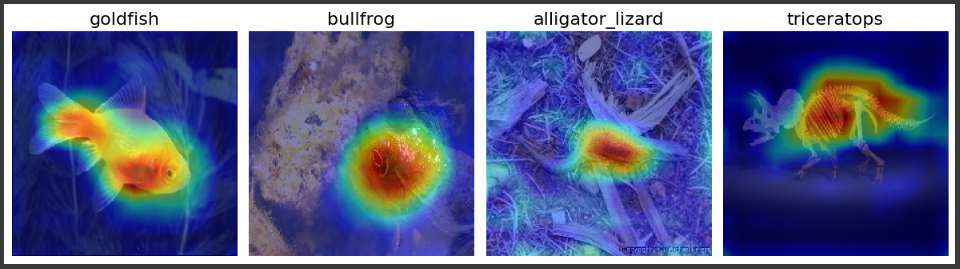 goldfish
bullfrog
alligator_lizard
triceratops